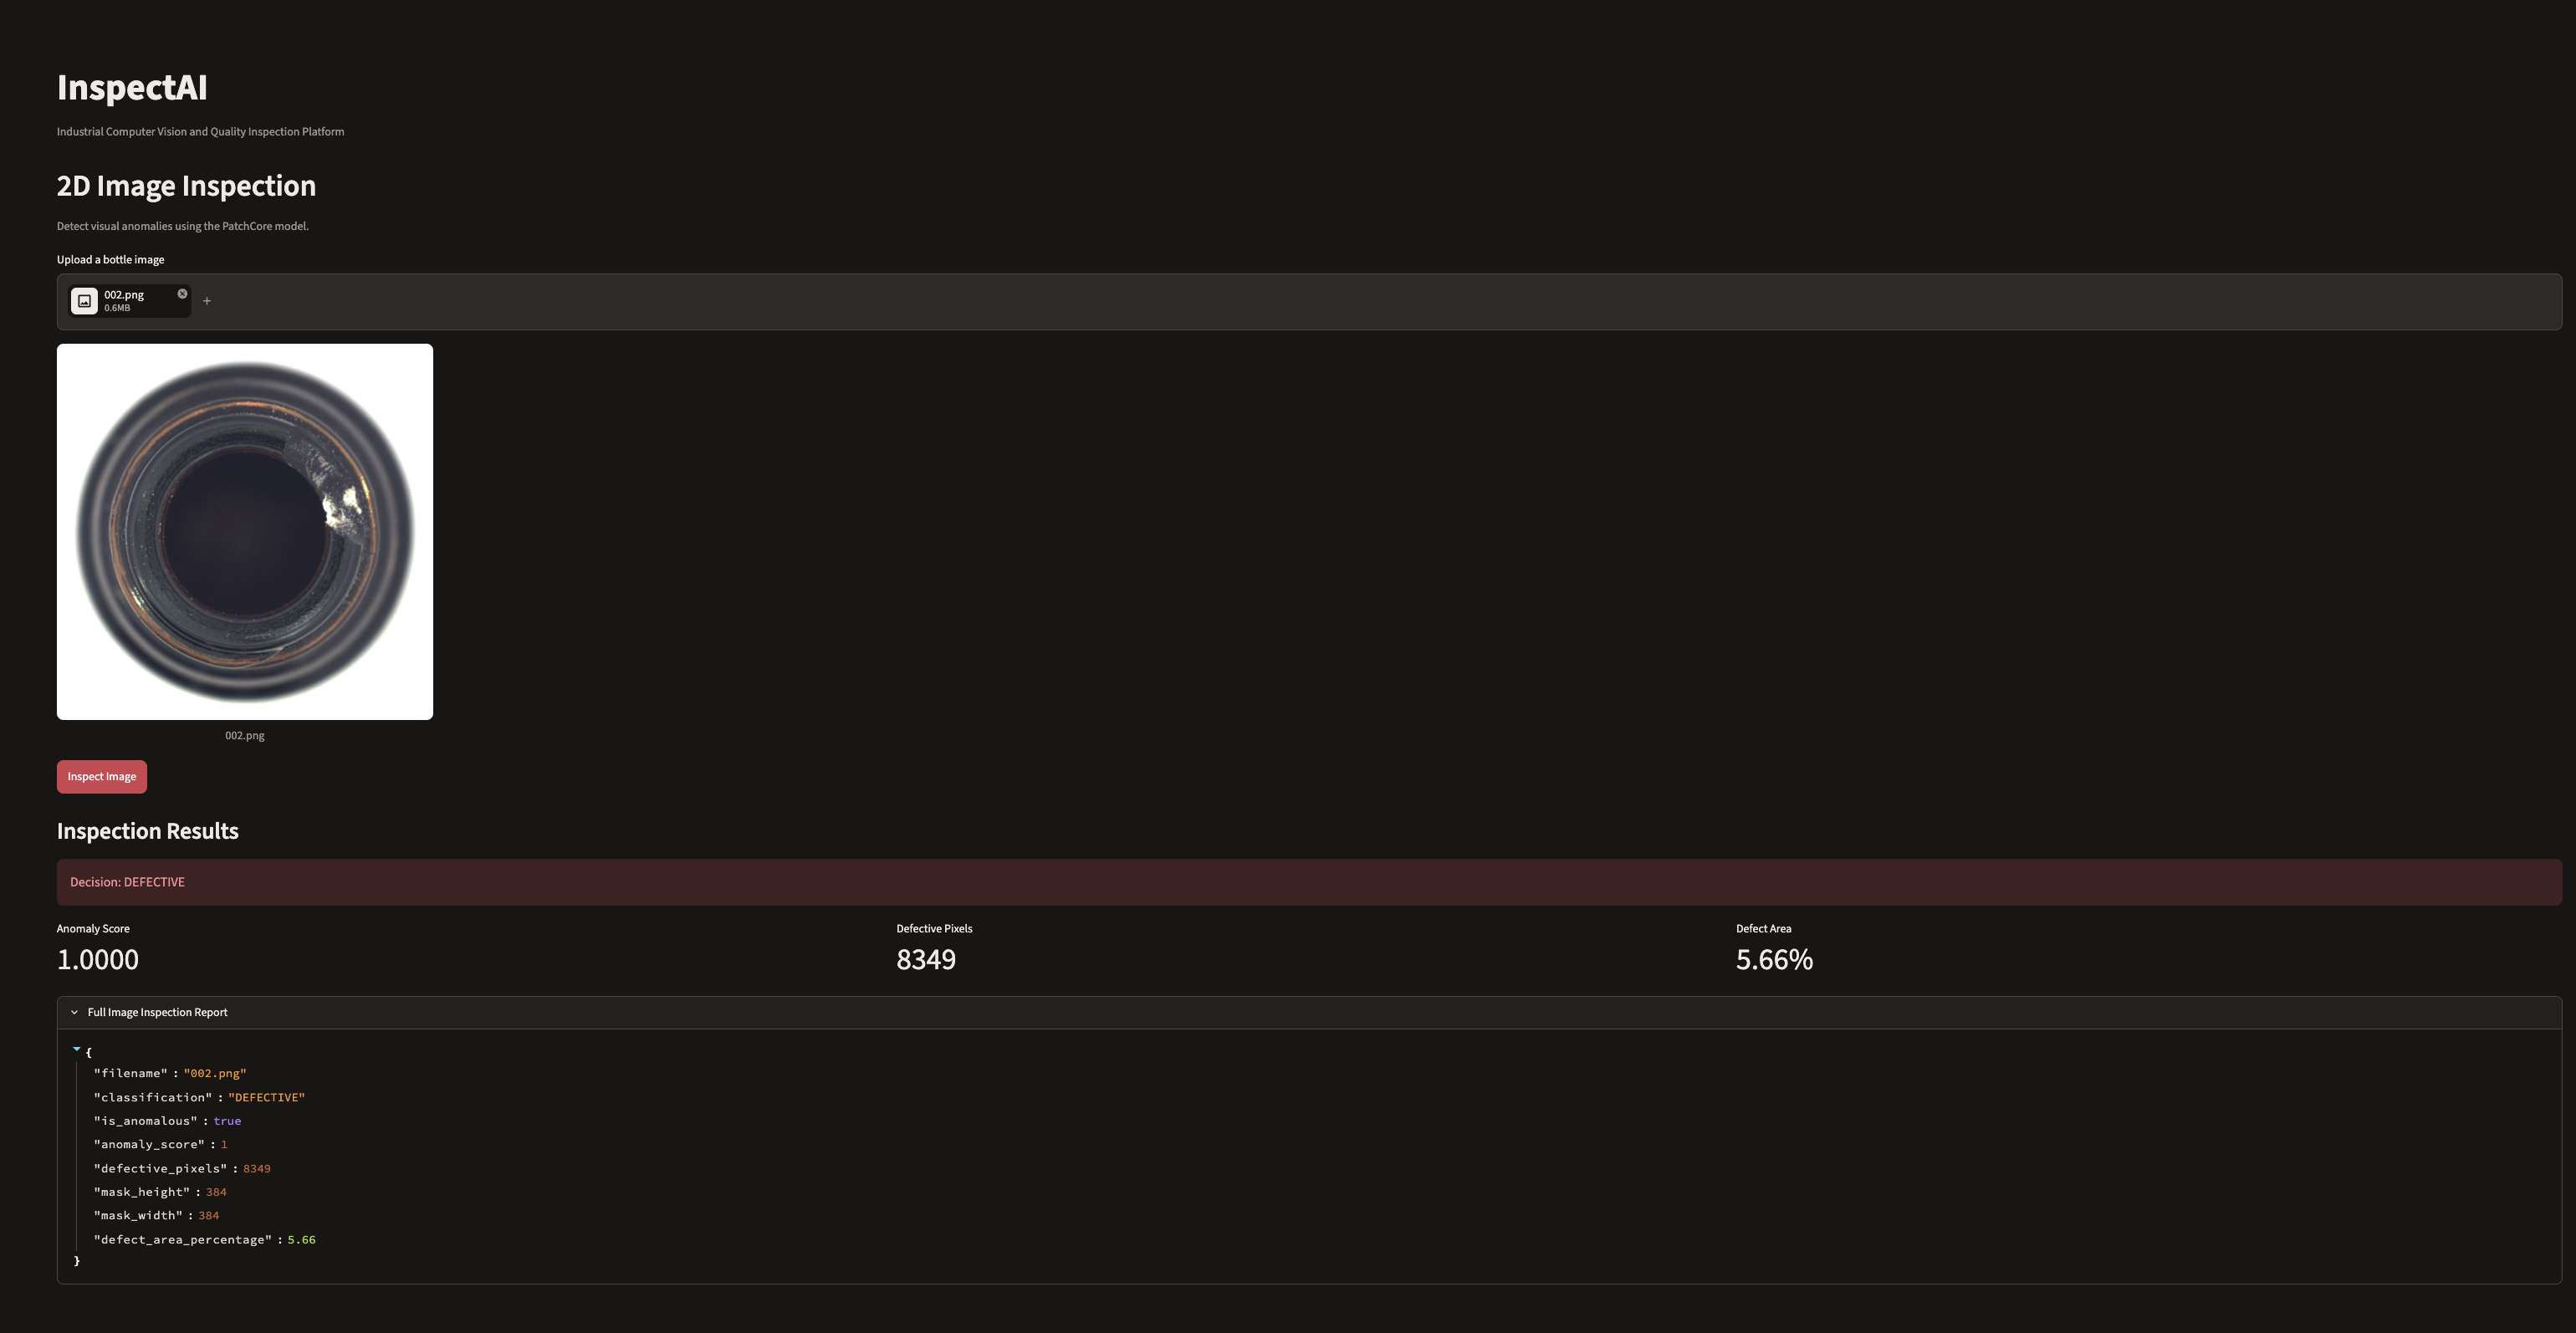 InspectAI
Industrial Computer Vision and Quality Inspection Platform
2D Image Inspection
Detect visual anomalies using the PatchCore model.
Upload a bottle image
002.png
0.6MB
+
002.png
Inspect Image
Inspection Results
Decision: DEFECTIVE
Anomaly Score Defective Pixels Defect Area
1.0000 8349 5.66%
Full Image Inspection Report
{
"filename" : "002.png"
"classification" : "DEFECTIVE"
"is_anomalous" : true
"anomaly_score" : 1
"defective_pixels" : 8349
"mask_height" : 384
"mask_width" : 384
"defect_area_percentage" : 5.66
}